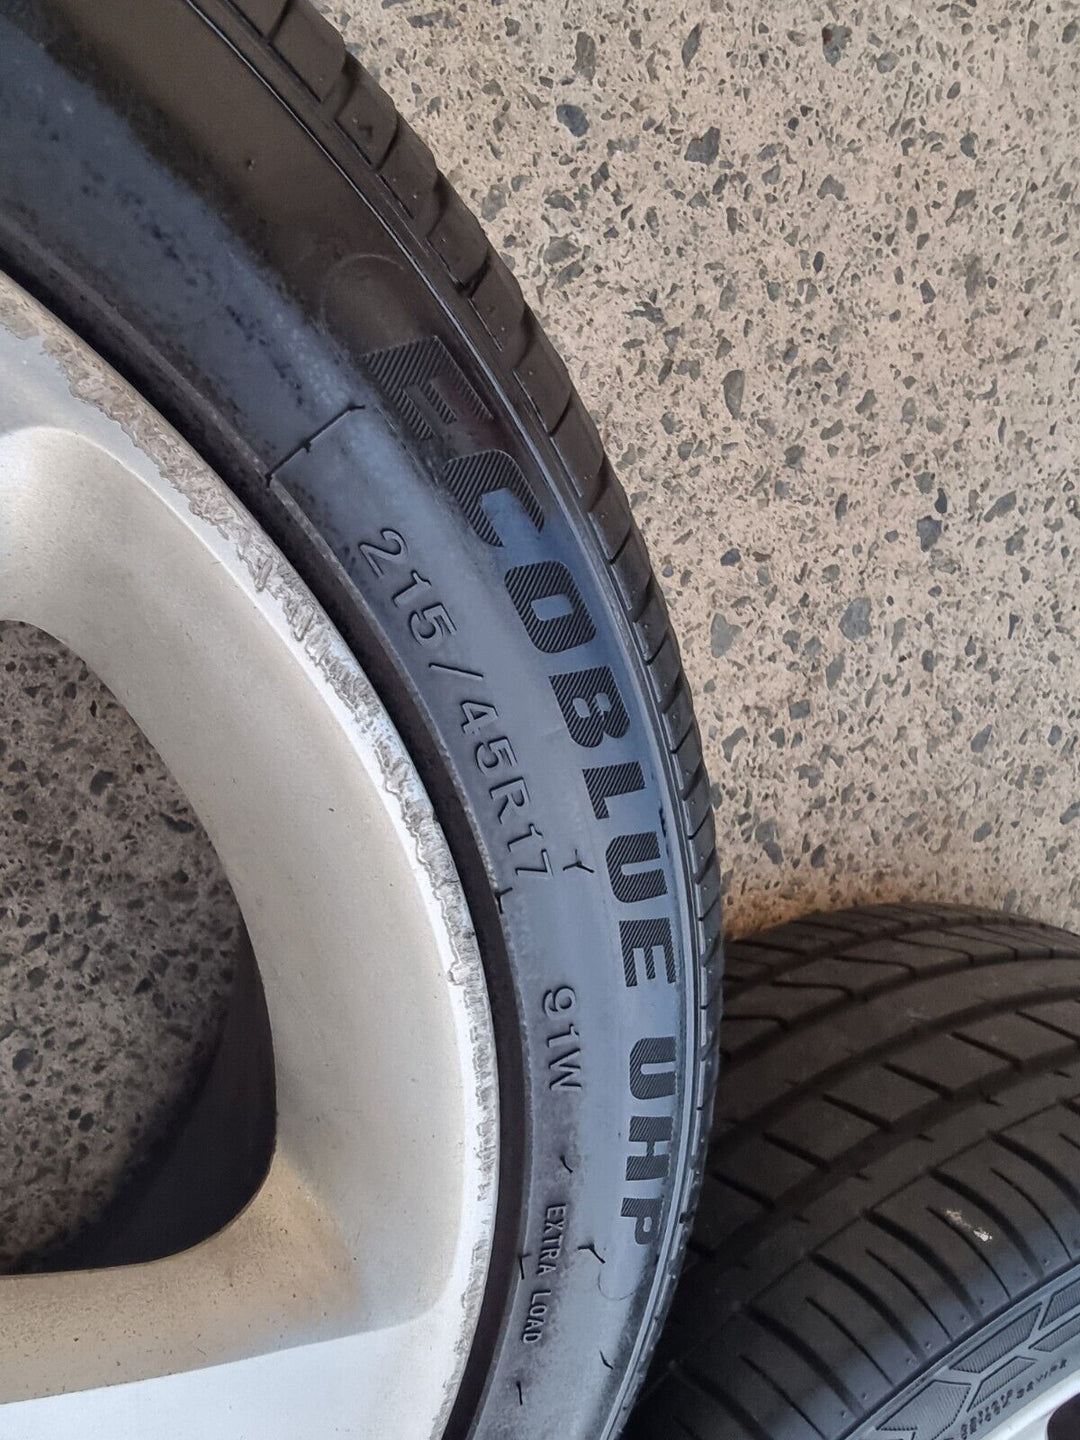 ECOBLUE UHP
215/45R17
91W
EXTRA LOAD